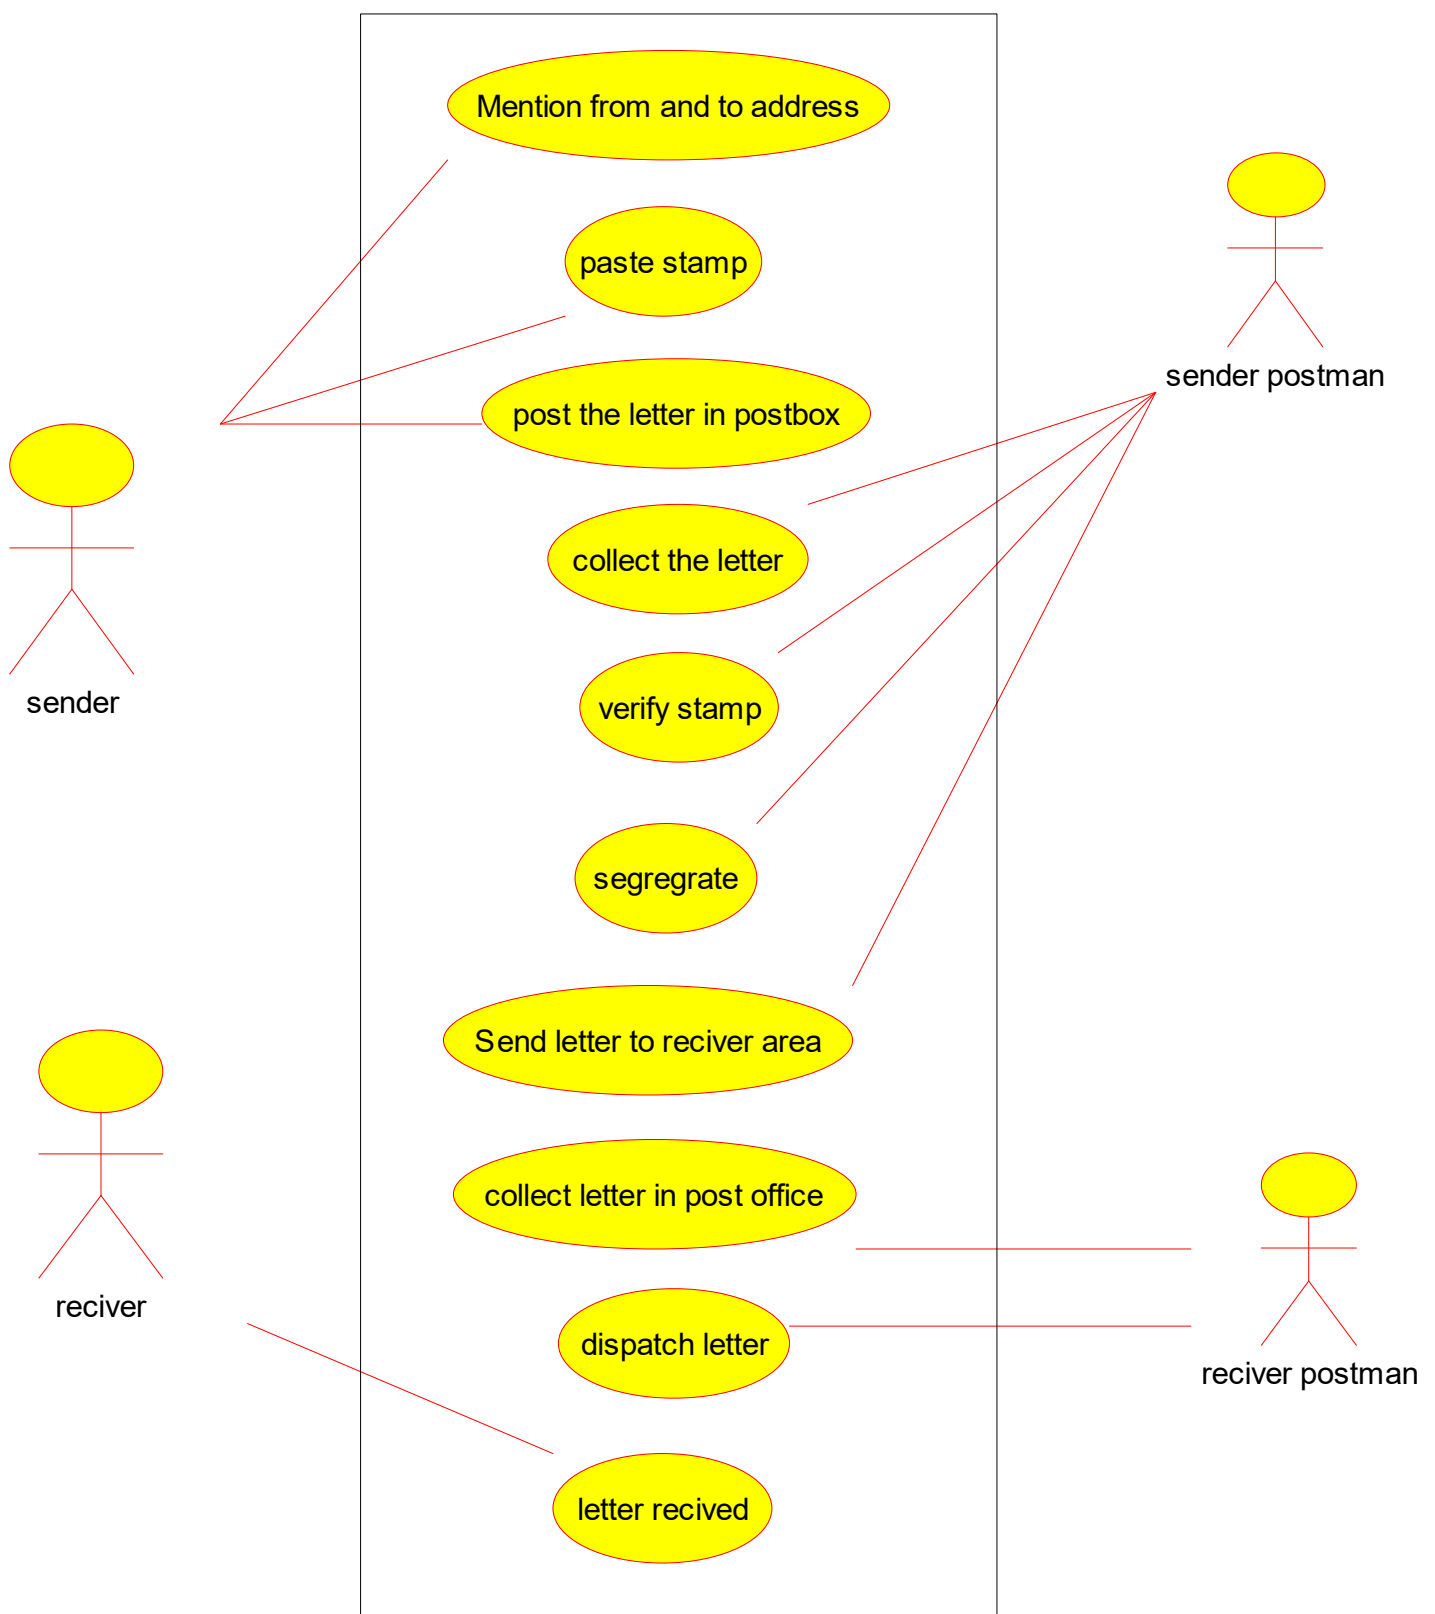 Mention from and to address
paste stamp
sender postman
post the letter in postbox
collect the letter
sender
verify stamp
segregrate
Send letter to reciver area
collect letter in post office
reciver
dispatch letter
reciver postman
letter recived